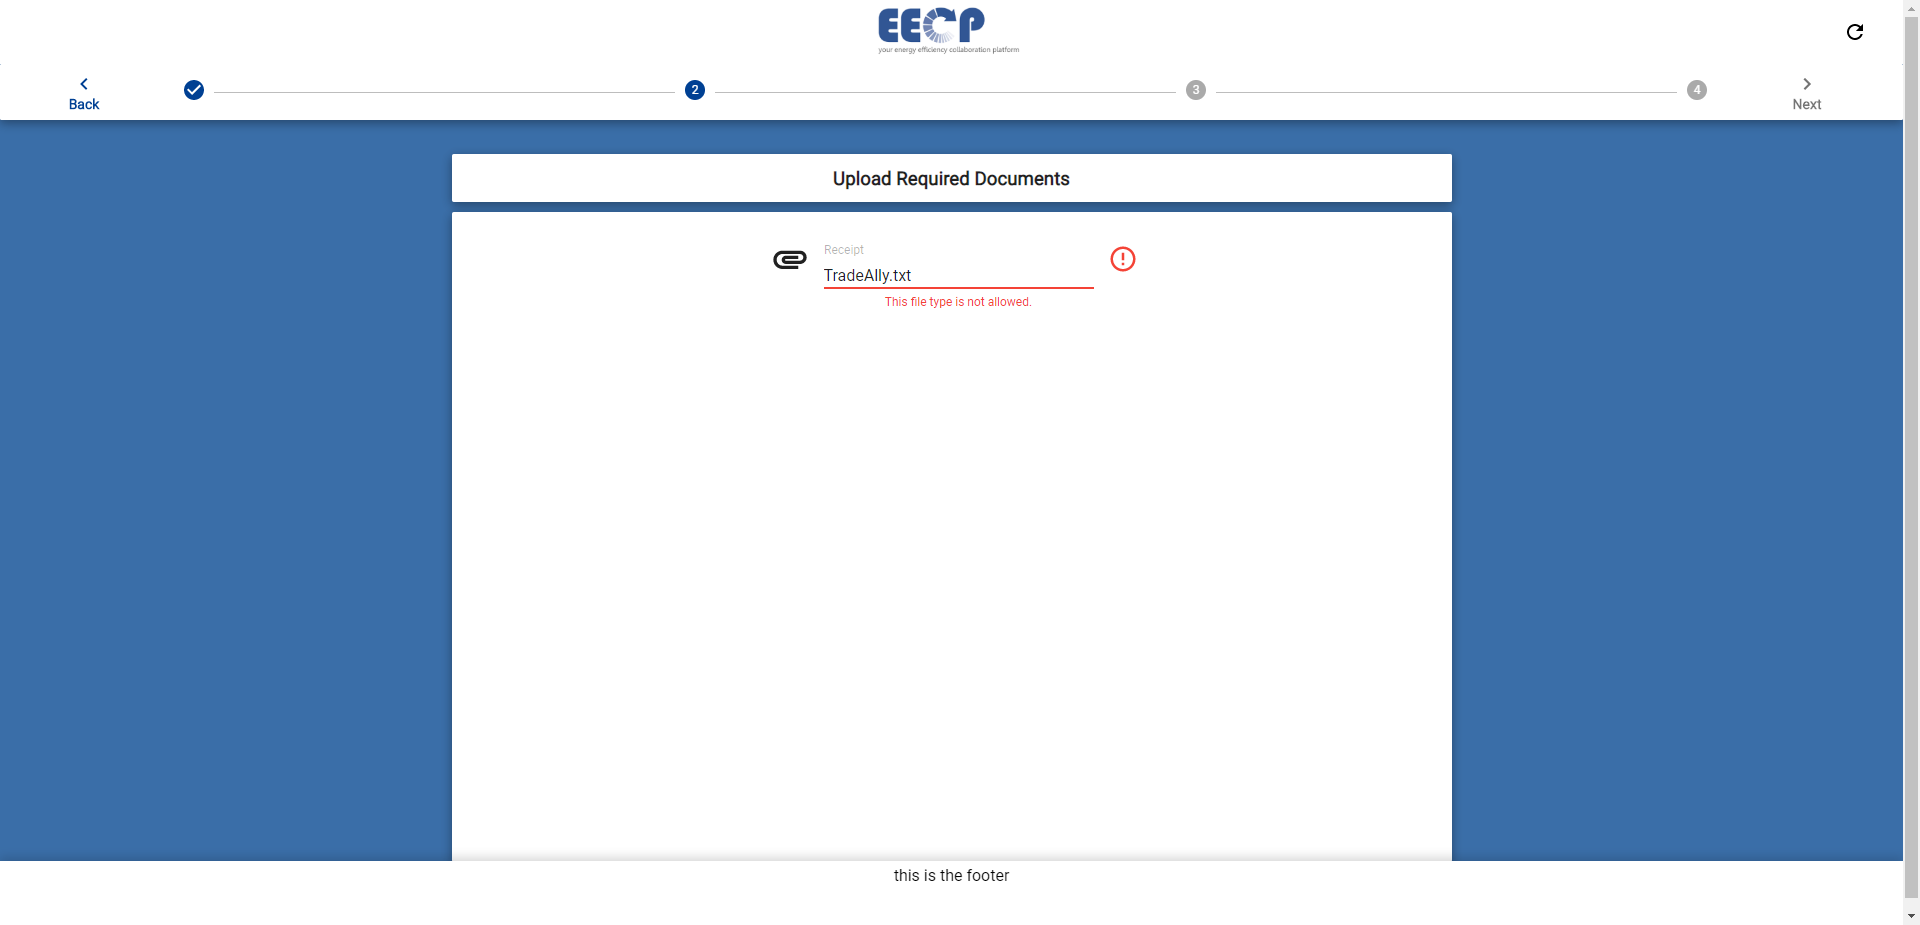 EECP
your energy efficiency collaboration platform
Back
2
3
4
Next
Upload Required Documents
Receipt
TradeAlly.txt
This file type is not allowed.
this is the footer